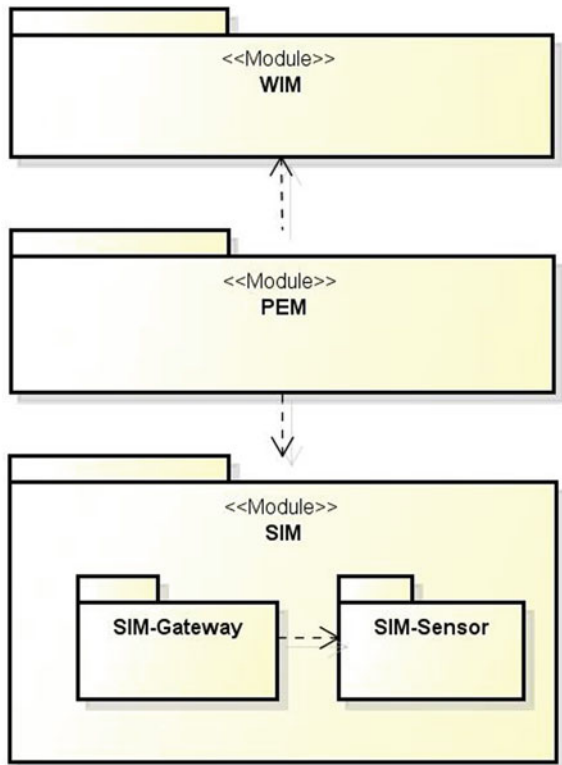 <<Module>>
WIM
<<Module>>
PEM
<<Module>>
SIM
SIM-Gateway
SIM-Sensor